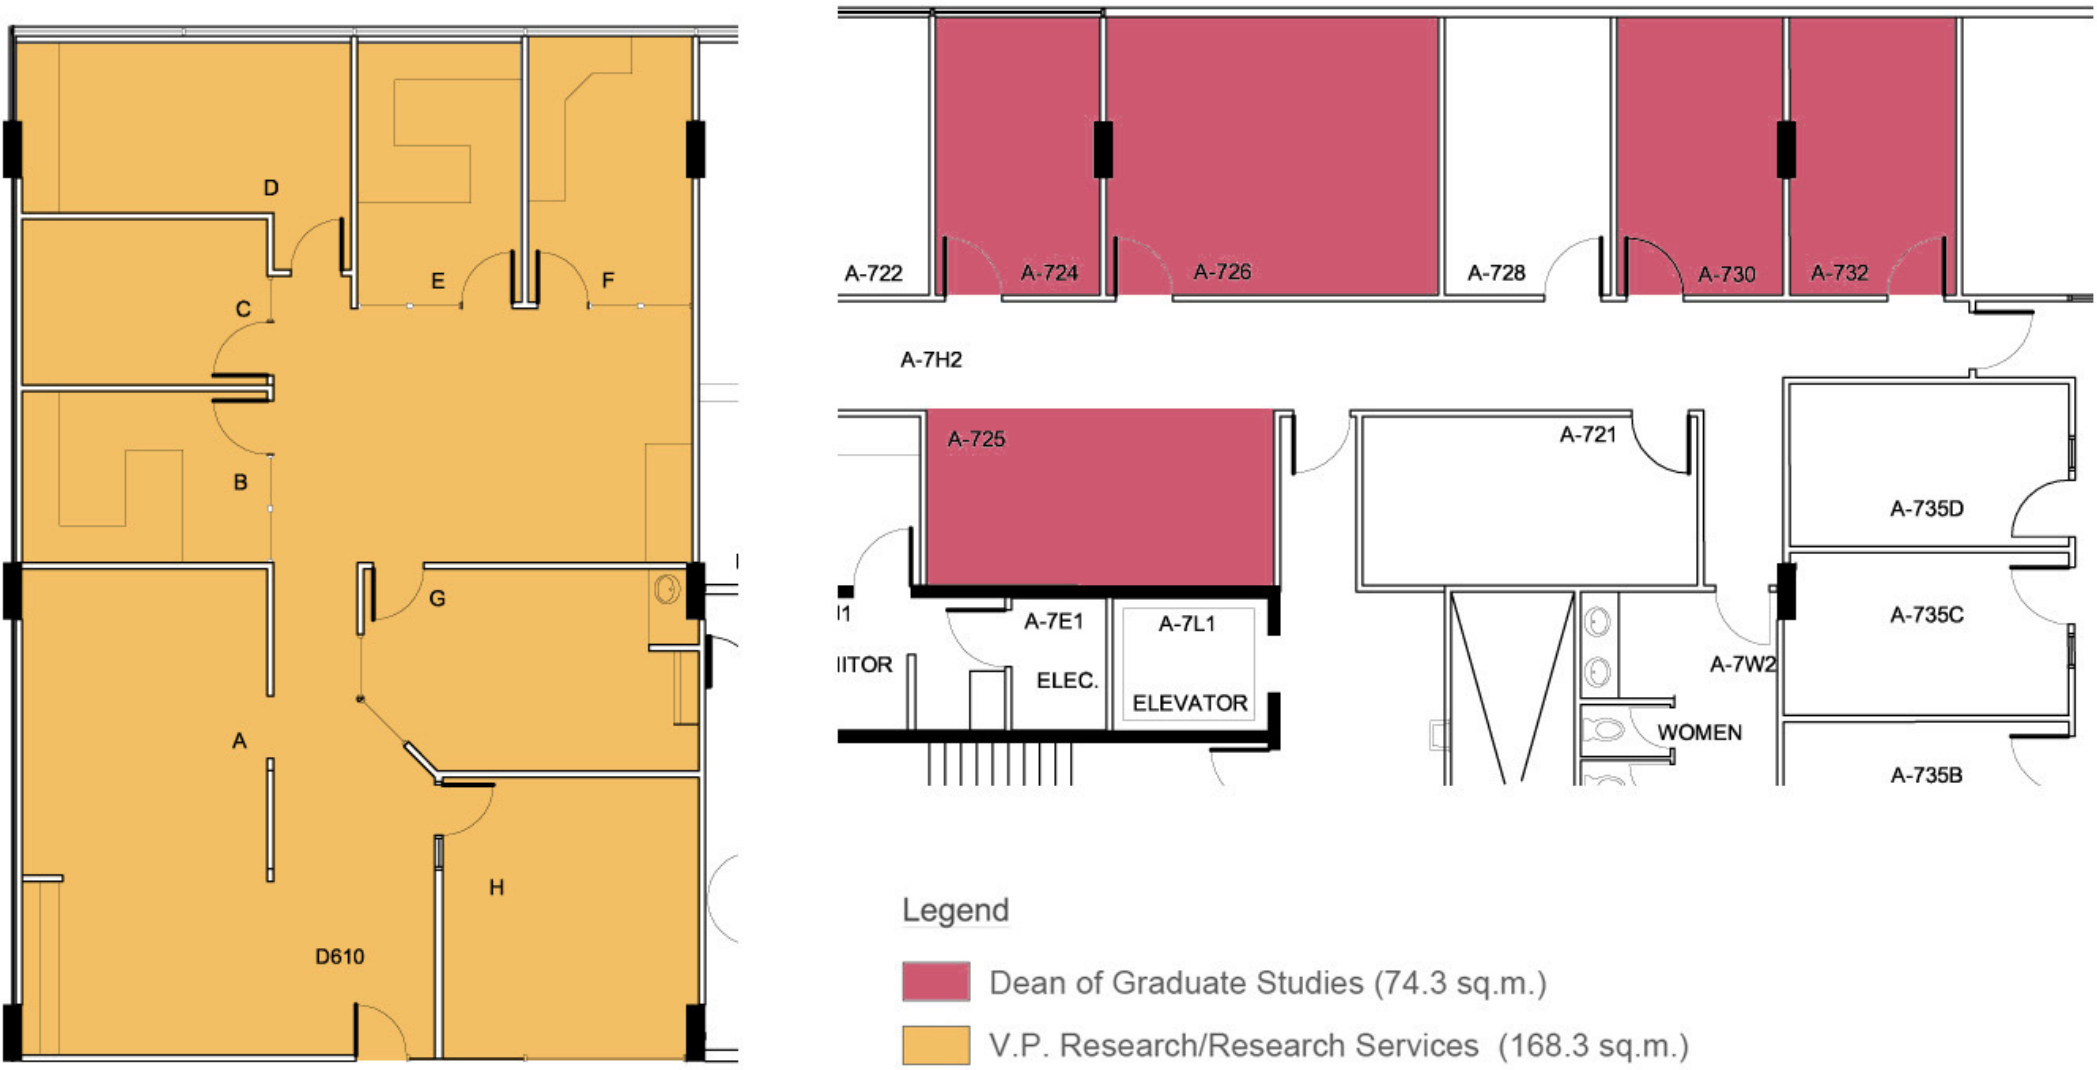 D
E
F
C
B
G
A
H
D610
A-722
A-724
A-726
A-728
A-730
A-732
A-7H2
A-725
A-721
A-735D
A-7E1
A-7L1
A-735C
A-7W2
ELEC.
ELEVATOR
WOMEN
A-735B
Legend
Dean of Graduate Studies (74.3 sq.m.)
V.P. Research/Research Services (168.3 sq.m.)